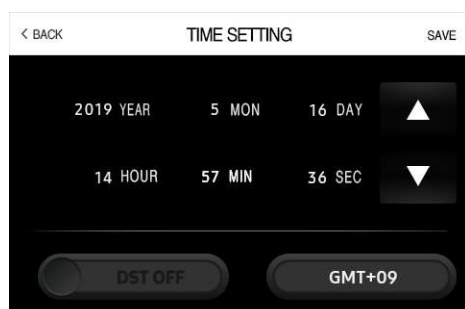 < BACK TIME SETTING SAVE
2019 YEAR 5 MON 16 DAY
14 HOUR 57 MIN 36 SEC
DST OFF GMT+09